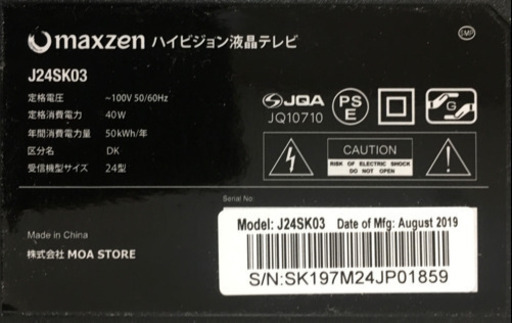 maxzen ハイビジョン液晶テレビ
J24SK03
定格電圧 ~100V 50/60Hz
定格消費電力 40W
年間消費電力量 50kWh/年
区分名 DK
受信機型サイズ 24型
SMP
JQA
JQ10710
PS
E
G
CAUTION
RISK OF ELECTRIC SHOCK
DO NOT OPEN
Serial No:
Made in China
株式会社 MOA STORE
Model: J24SK03 Date of Mfg: August 2019
S/N:SK197M24JP01859